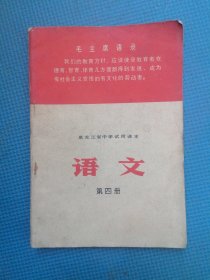 毛主席语录
我们的教育方针，应该使受教育者在
德育、智育、体育几方面都得到发展，成为
有社会主义觉悟的有文化的劳动者。
黑龙江省中学试用课本
语文
第四册